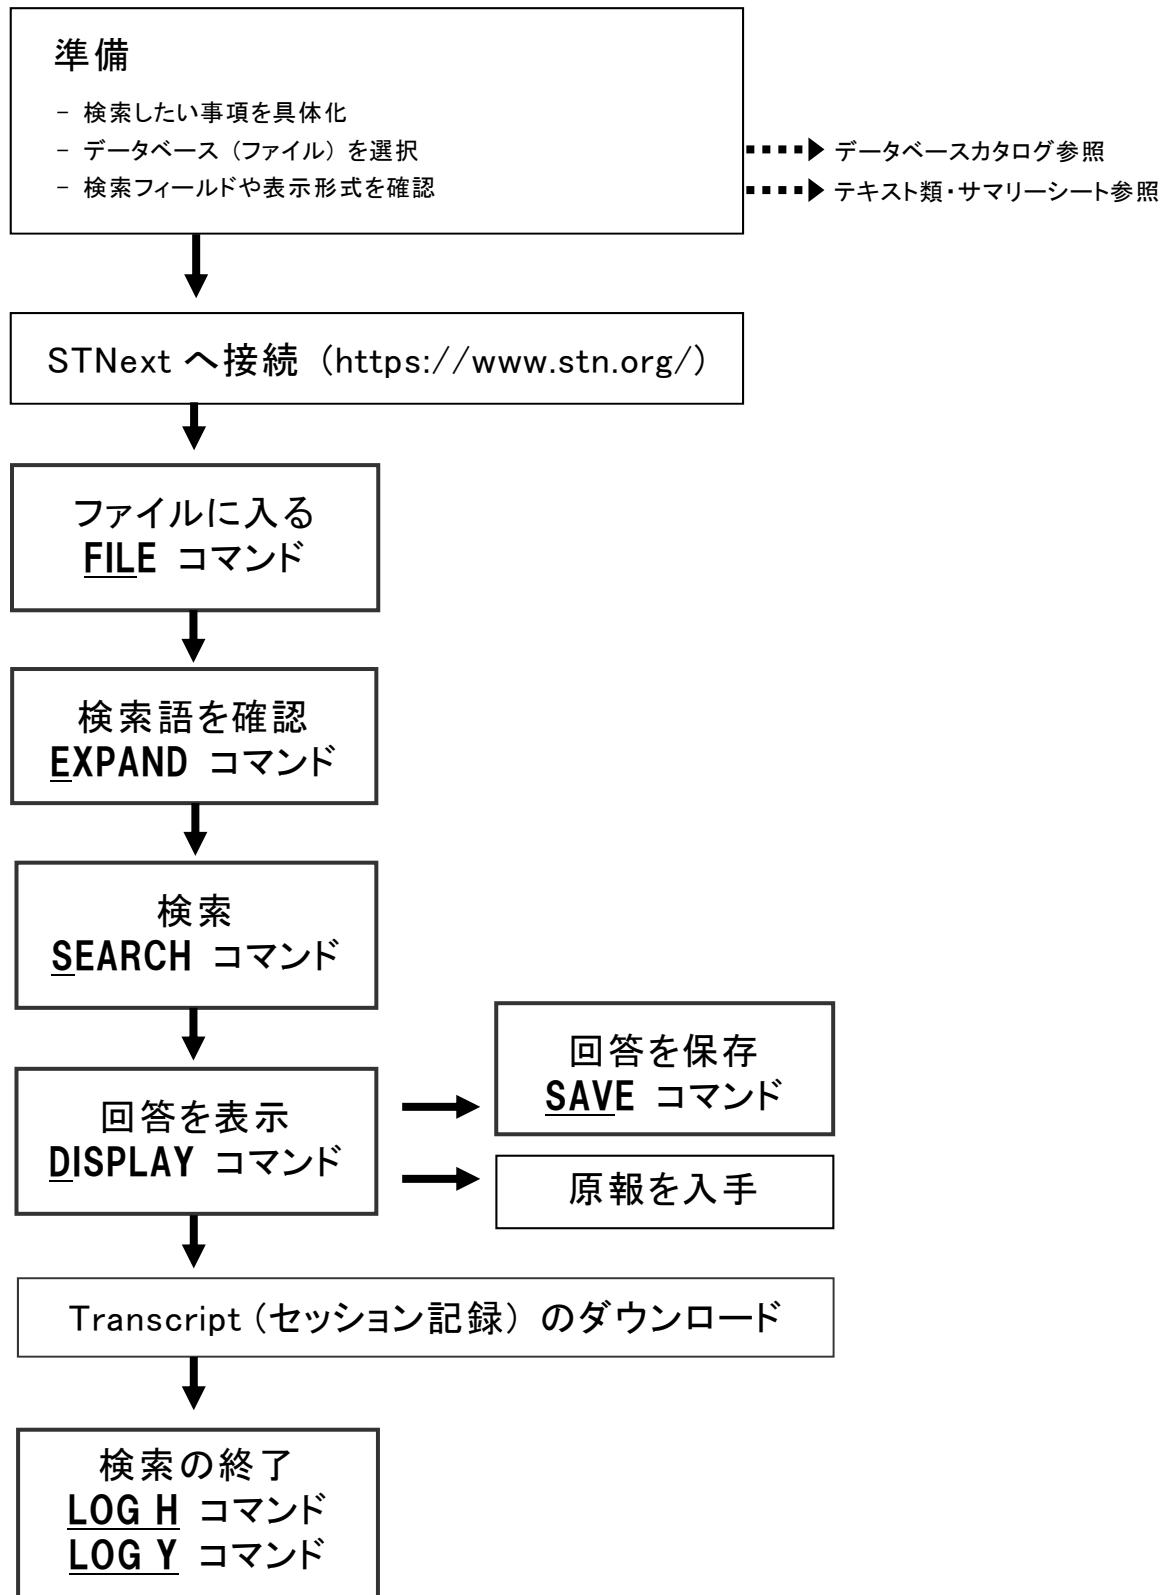 準備
- 検索したい事項を具体化
- データベース (ファイル) を選択
データベースカタログ参照
- 検索フィールドや表示形式を確認
テキスト類・サマリーシート参照
STNext へ接続 (https://www.stn.org/)
ファイルに入る
FILE コマンド
検索語を確認
EXPAND コマンド
検索
SEARCH コマンド
回答を表示
DISPLAY コマンド
回答を保存
SAVE コマンド
原報を入手
Transcript (セッション記録) のダウンロード
検索の終了
LOG H コマンド
LOG Y コマンド